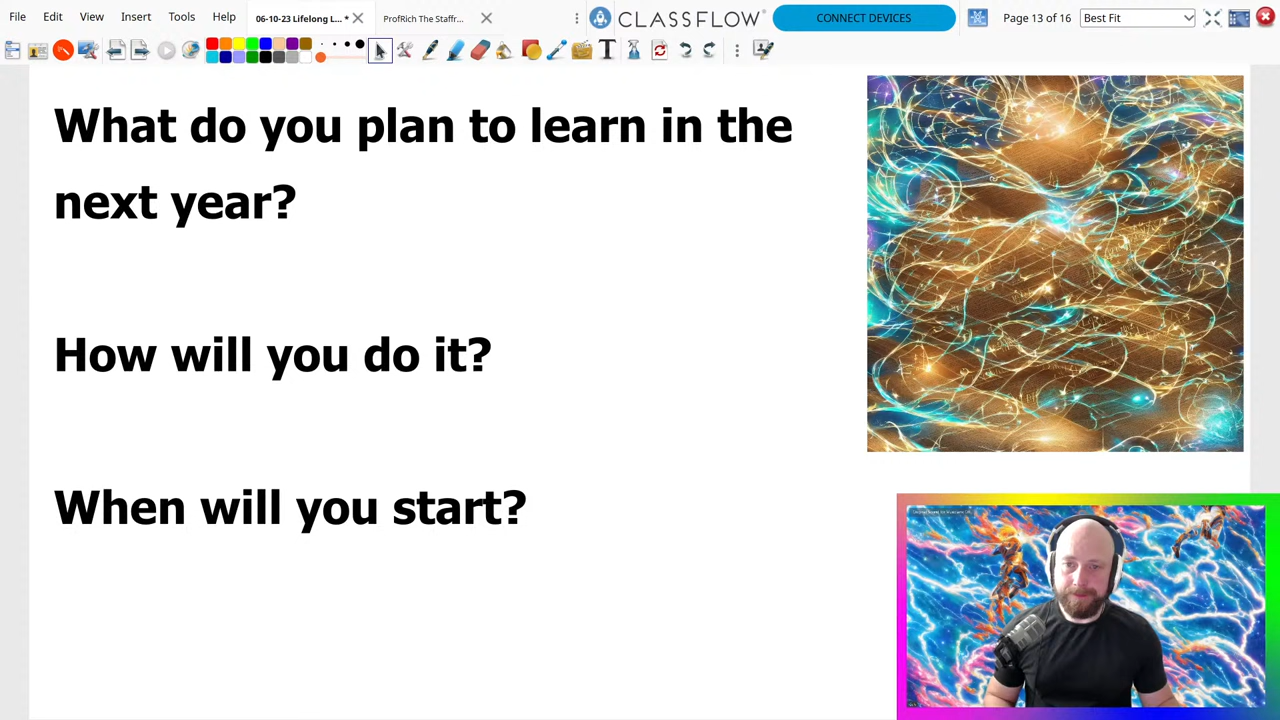 File Edit View Insert Tools Help
06-10-23 Lifelong L... *
ProfRich The Staffr...
CLASSFLOW
CONNECT DEVICES
Page 13 of 16
Best Fit
What do you plan to learn in the
next year?
How will you do it?
When will you start?